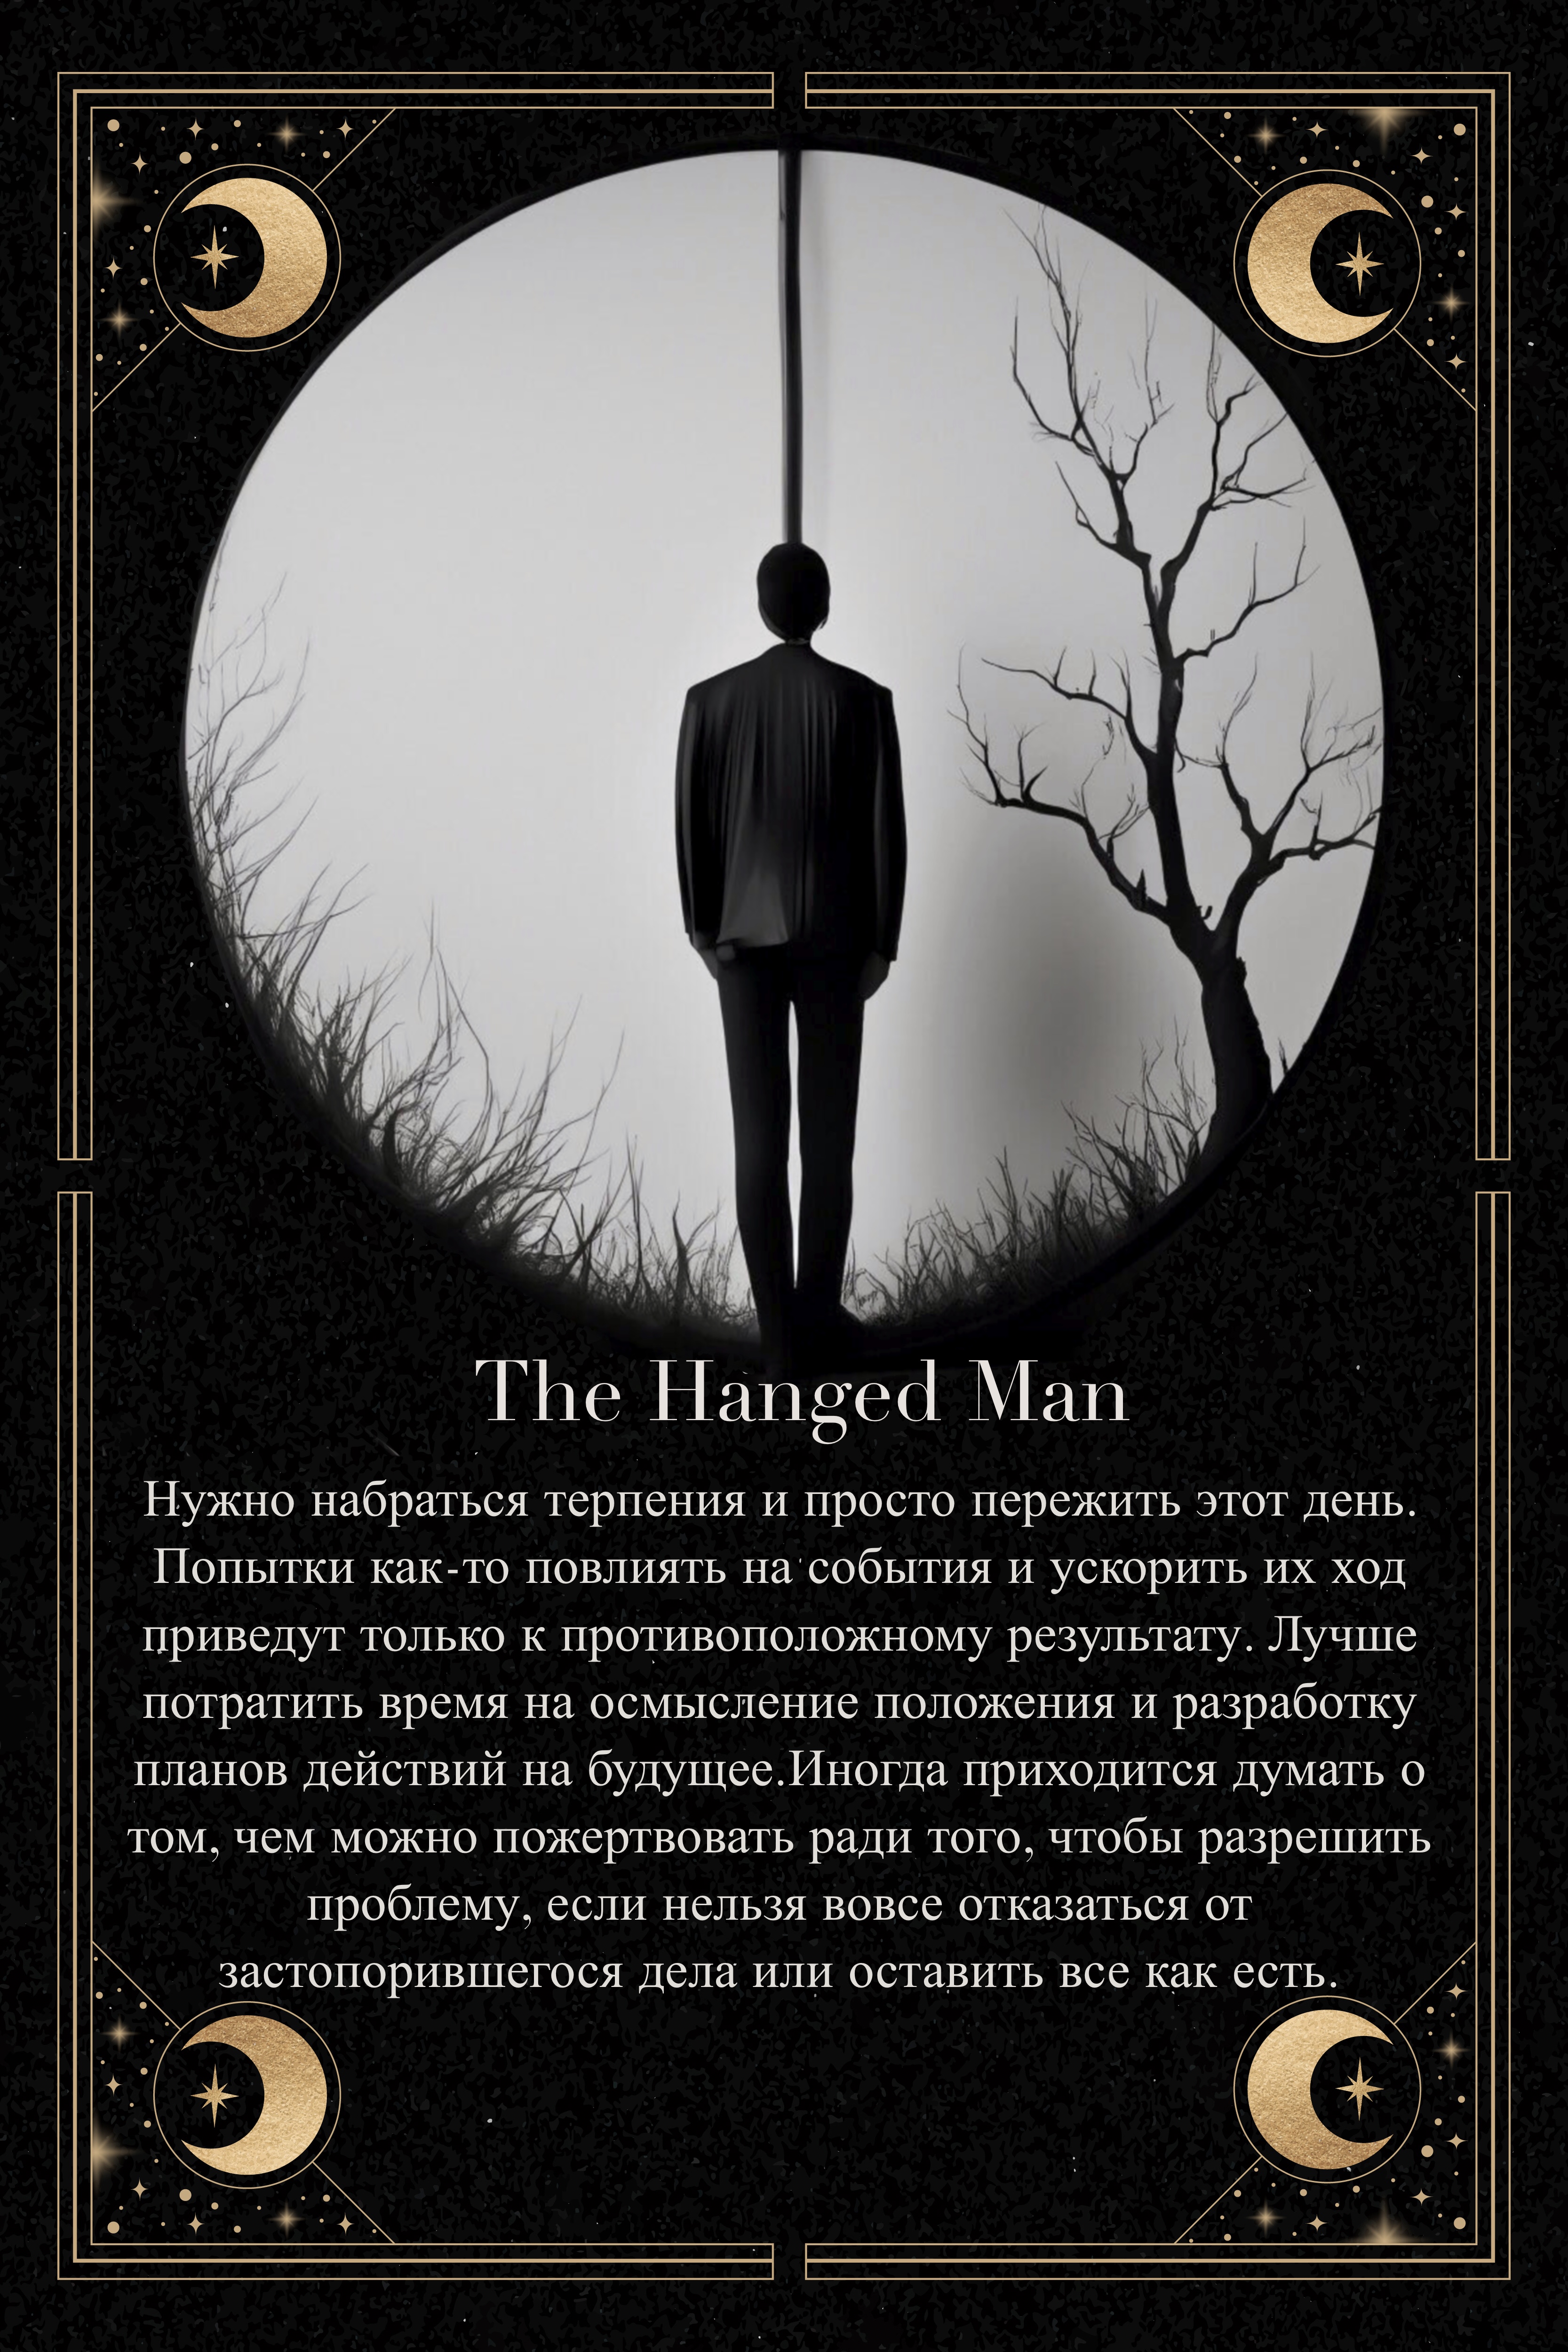 The Hanged Man
Нужно набраться терпения и просто пережить этот день.
Попытки как-то повлиять на события и ускорить их ход
приведут только к противоположному результату. Лучше
потратить время на осмысление положения и разработку
планов действий на будущее.Иногда приходится думать о
том, чем можно пожертвовать ради того, чтобы разрешить
проблему, если нельзя вовсе отказаться от
застопорившегося дела или оставить все как есть.